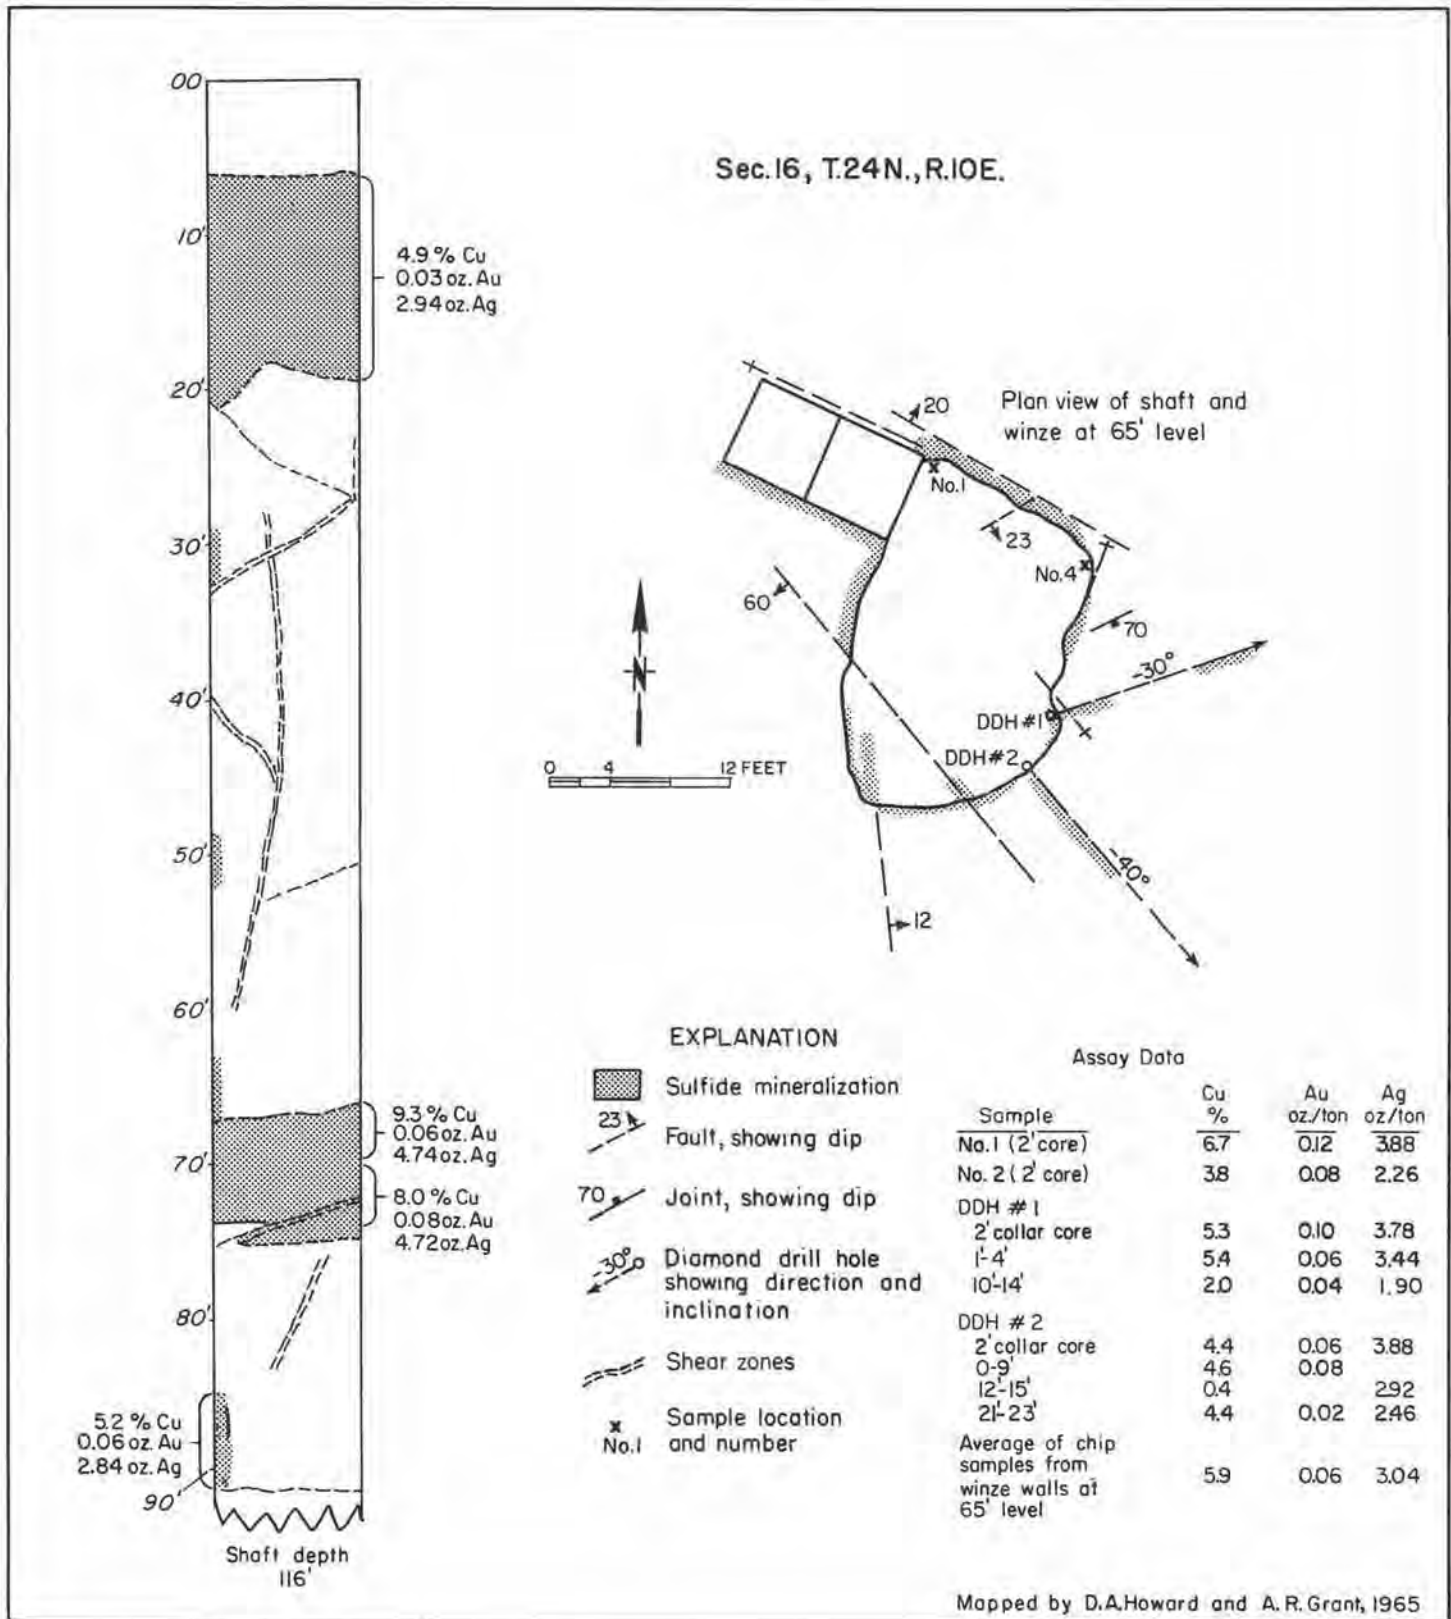 Sec.16, T.24N., R.10E.
00
10'
20'
30'
40'
50'
60'
70'
80'
90'
4.9 % Cu
0.03 oz. Au
2.94 oz. Ag
9.3 % Cu
0.06 oz. Au
4.74 oz. Ag
8.0 % Cu
0.08 oz. Au
4.72 oz. Ag
5.2 % Cu
0.06 oz. Au
2.84 oz. Ag
Shaft depth
116'
Plan view of shaft and
winze at 65' level
20
No.1
23
No.4
60
70
-30°
DDH #1
DDH #2
-40°
12
N
0 4 12 FEET
EXPLANATION
Sulfide mineralization
23
Fault, showing dip
70
Joint, showing dip
-30°
Diamond drill hole
showing direction and
inclination
Shear zones
x
No.1
Sample location
and number
Assay Data
Sample Cu % Au oz./ton Ag oz/ton
No.1 (2' core) 6.7 0.12 3.88
No. 2 (2' core) 3.8 0.08 2.26
DDH # 1
2' collar core 5.3 0.10 3.78
1'-4' 5.4 0.06 3.44
10'-14' 2.0 0.04 1.90
DDH # 2
2' collar core 4.4 0.06 3.88
0-9' 4.6 0.08
12'-15' 0.4 2.92
21'-23' 4.4 0.02 2.46
Average of chip
samples from
winze walls at
65' level
5.9 0.06 3.04
Mapped by D.A.Howard and A.R.Grant, 1965